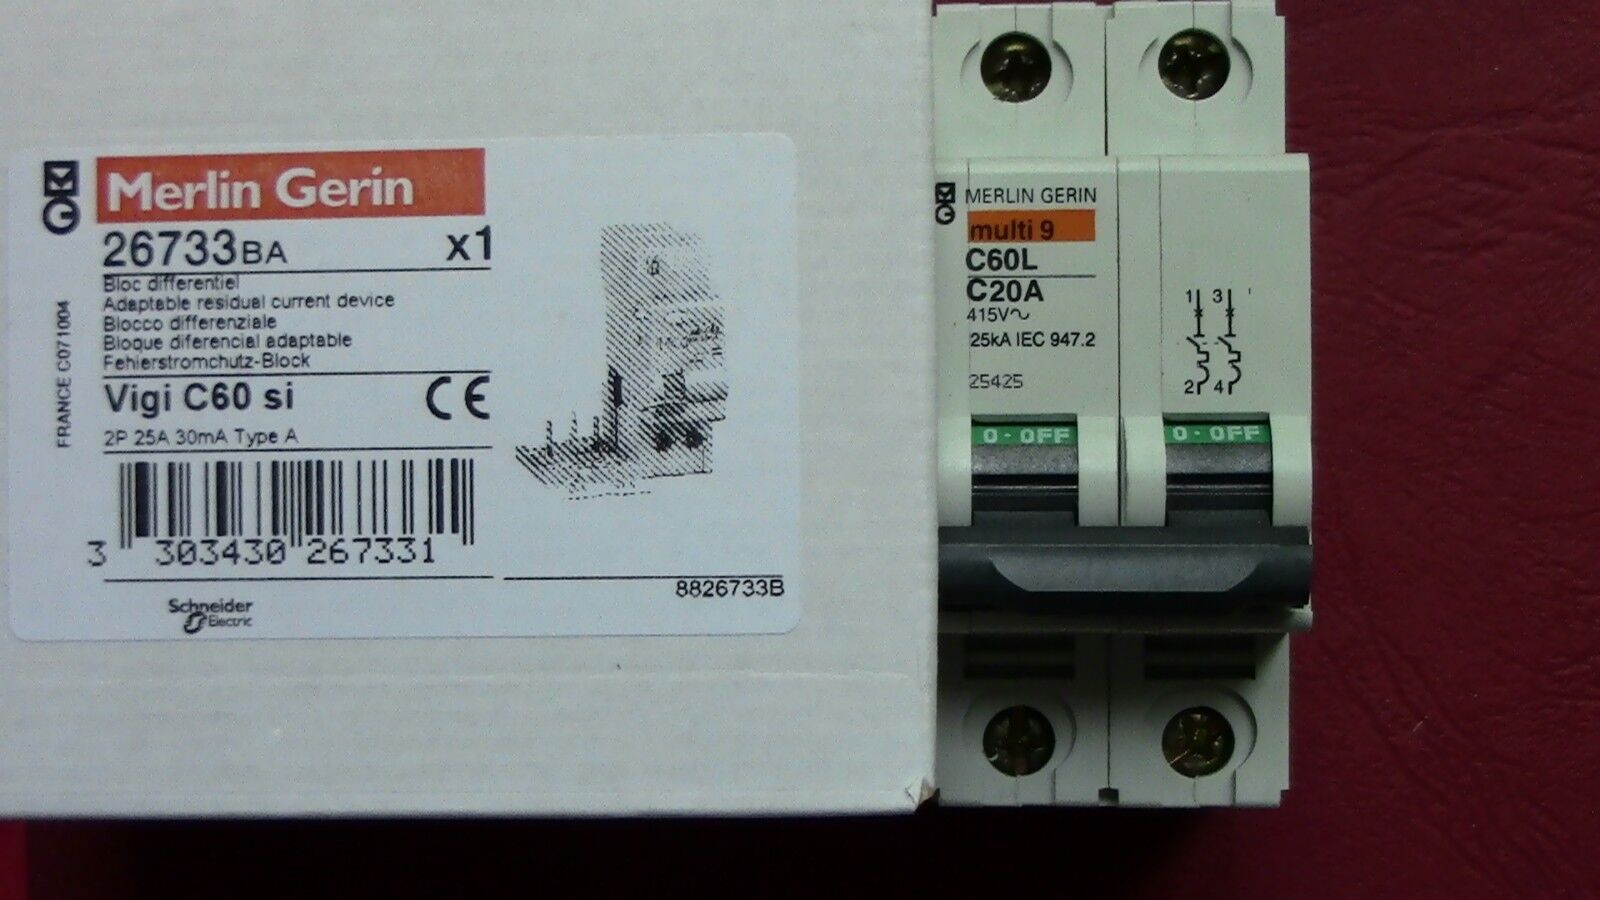 Merlin Gerin
26733BA x1
Bloc differentiel
Adaptable residual current device
Blocco differenziale
Bloque diferencial adaptable
Fehierstromchutz-Block
Vigi C60 si CE
2P 25A 30mA Type A
3 303430 267331
Schneider
Electric
8826733B
FRANCE C071004
MERLIN GERIN
multi 9
C60L
C20A
415V~
25kA IEC 947.2
25425
1 3
2 4
O-OFF O-OFF